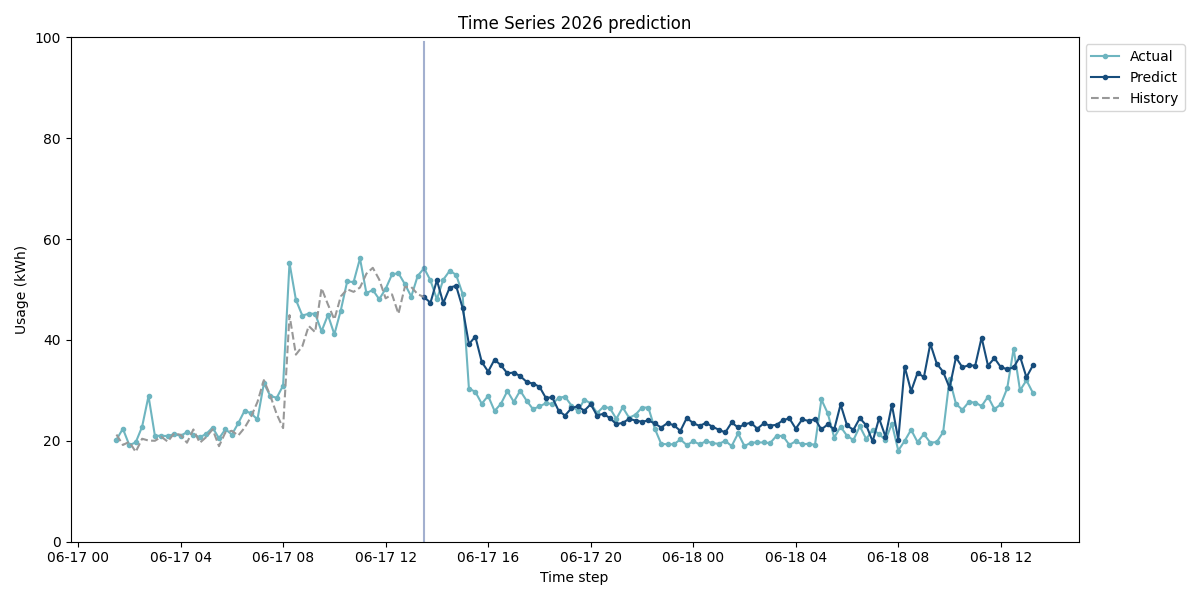 Time Series 2026 prediction
Actual
Predict
History
Usage (kWh)
100
80
60
40
20
0
06-17 00
06-17 04
06-17 08
06-17 12
06-17 16
06-17 20
06-18 00
06-18 04
06-18 08
06-18 12
Time step